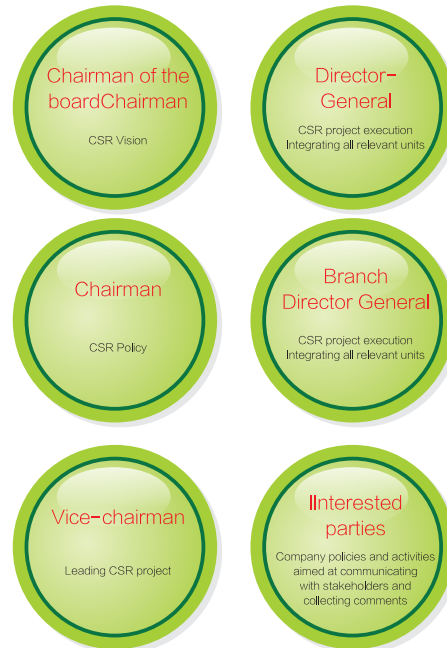 Chairman of the
boardChairman
CSR Vision
Director-
General
CSR project execution
Integrating all relevant units
Chairman
CSR Policy
Branch
Director General
CSR project execution
Integrating all relevant units
Vice-chairman
Leading CSR project
IInterested
parties
Company policies and activities
aimed at communicating
with stakeholders and
collecting comments